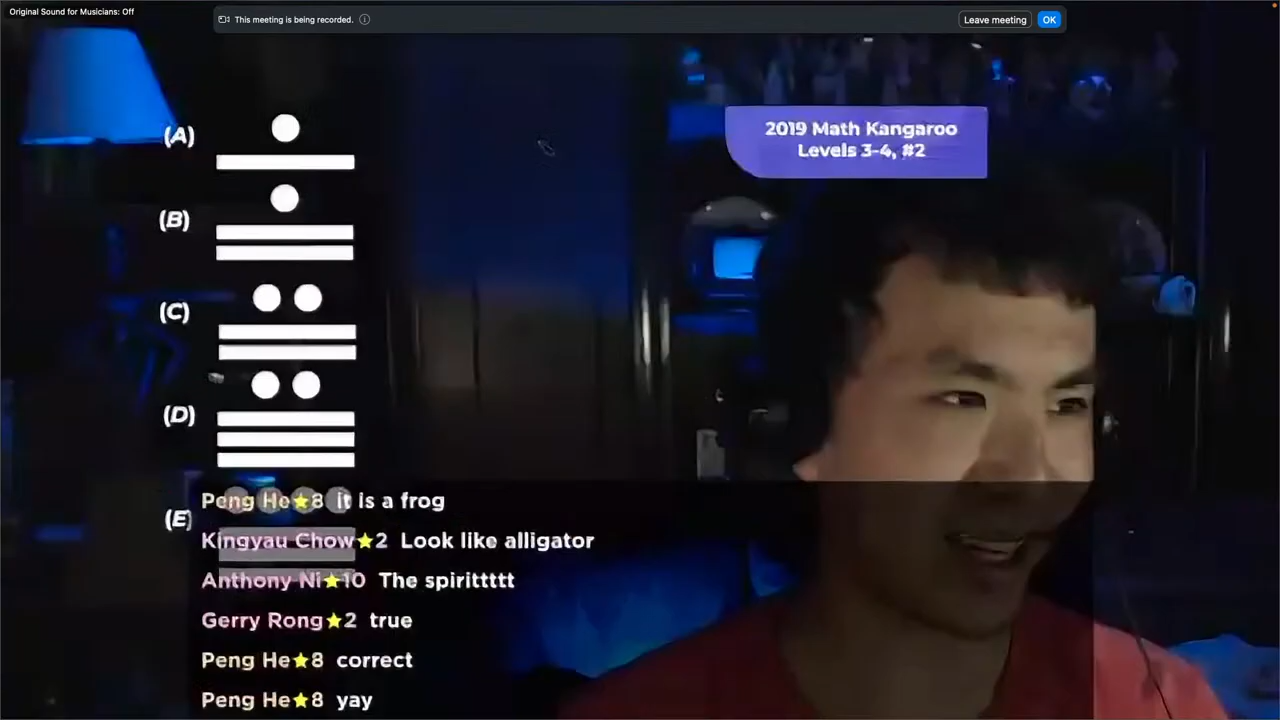 Original Sound for Musicians: Off
This meeting is being recorded.
Leave meeting
OK
2019 Math Kangaroo
Levels 3-4, #2
(A)
(B)
(C)
(D)
(E)
Peng He★8 it is a frog
Kingyau Chow★2 Look like alligator
Anthony Ni★10 The spirittttt
Gerry Rong★2 true
Peng He★8 correct
Peng He★8 yay